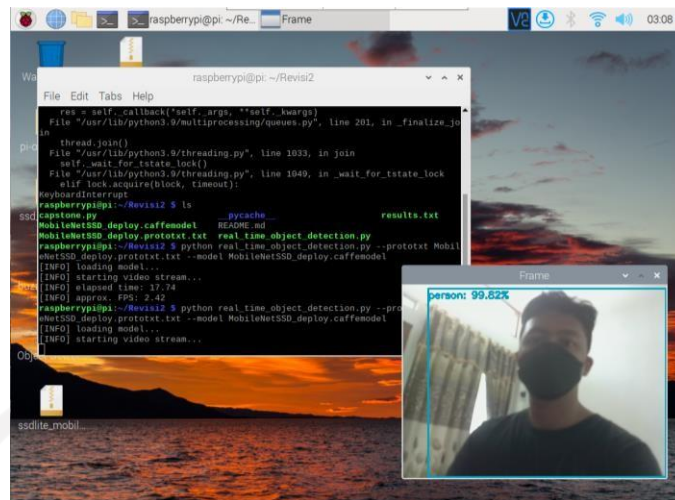 raspberrypi@pi: ~/Re... Frame 03:08
raspberrypi@pi: ~/Revisi2
File Edit Tabs Help
res = self._callback(*self._args, **self._kwargs)
File "/usr/lib/python3.9/multiprocessing/queues.py", line 201, in _finalize_jo
in
thread.join()
File "/usr/lib/python3.9/threading.py", line 1033, in join
self._wait_for_tstate_lock()
File "/usr/lib/python3.9/threading.py", line 1049, in _wait_for_tstate_lock
elif lock.acquire(block, timeout):
KeyboardInterrupt
raspberrypi@pi:~/Revisi2 $ ls
capstone.py __pycache__ results.txt
MobileNetSSD_deploy.caffemodel README.md
MobileNetSSD_deploy.prototxt.txt real_time_object_detection.py
raspberrypi@pi:~/Revisi2 $ python real_time_object_detection.py --prototxt Mobil
eNetSSD_deploy.prototxt.txt --model MobileNetSSD_deploy.caffemodel
[INFO] loading model...
[INFO] starting video stream...
[INFO] elapsed time: 17.74
[INFO] approx. FPS: 2.42
raspberrypi@pi:~/Revisi2 $ python real_time_object_detection.py --pro
eNetSSD_deploy.prototxt.txt --model MobileNetSSD_deploy.caffemodel
[INFO] loading model...
[INFO] starting video stream...
Frame
person: 99.82%
ssdlite_mobil...